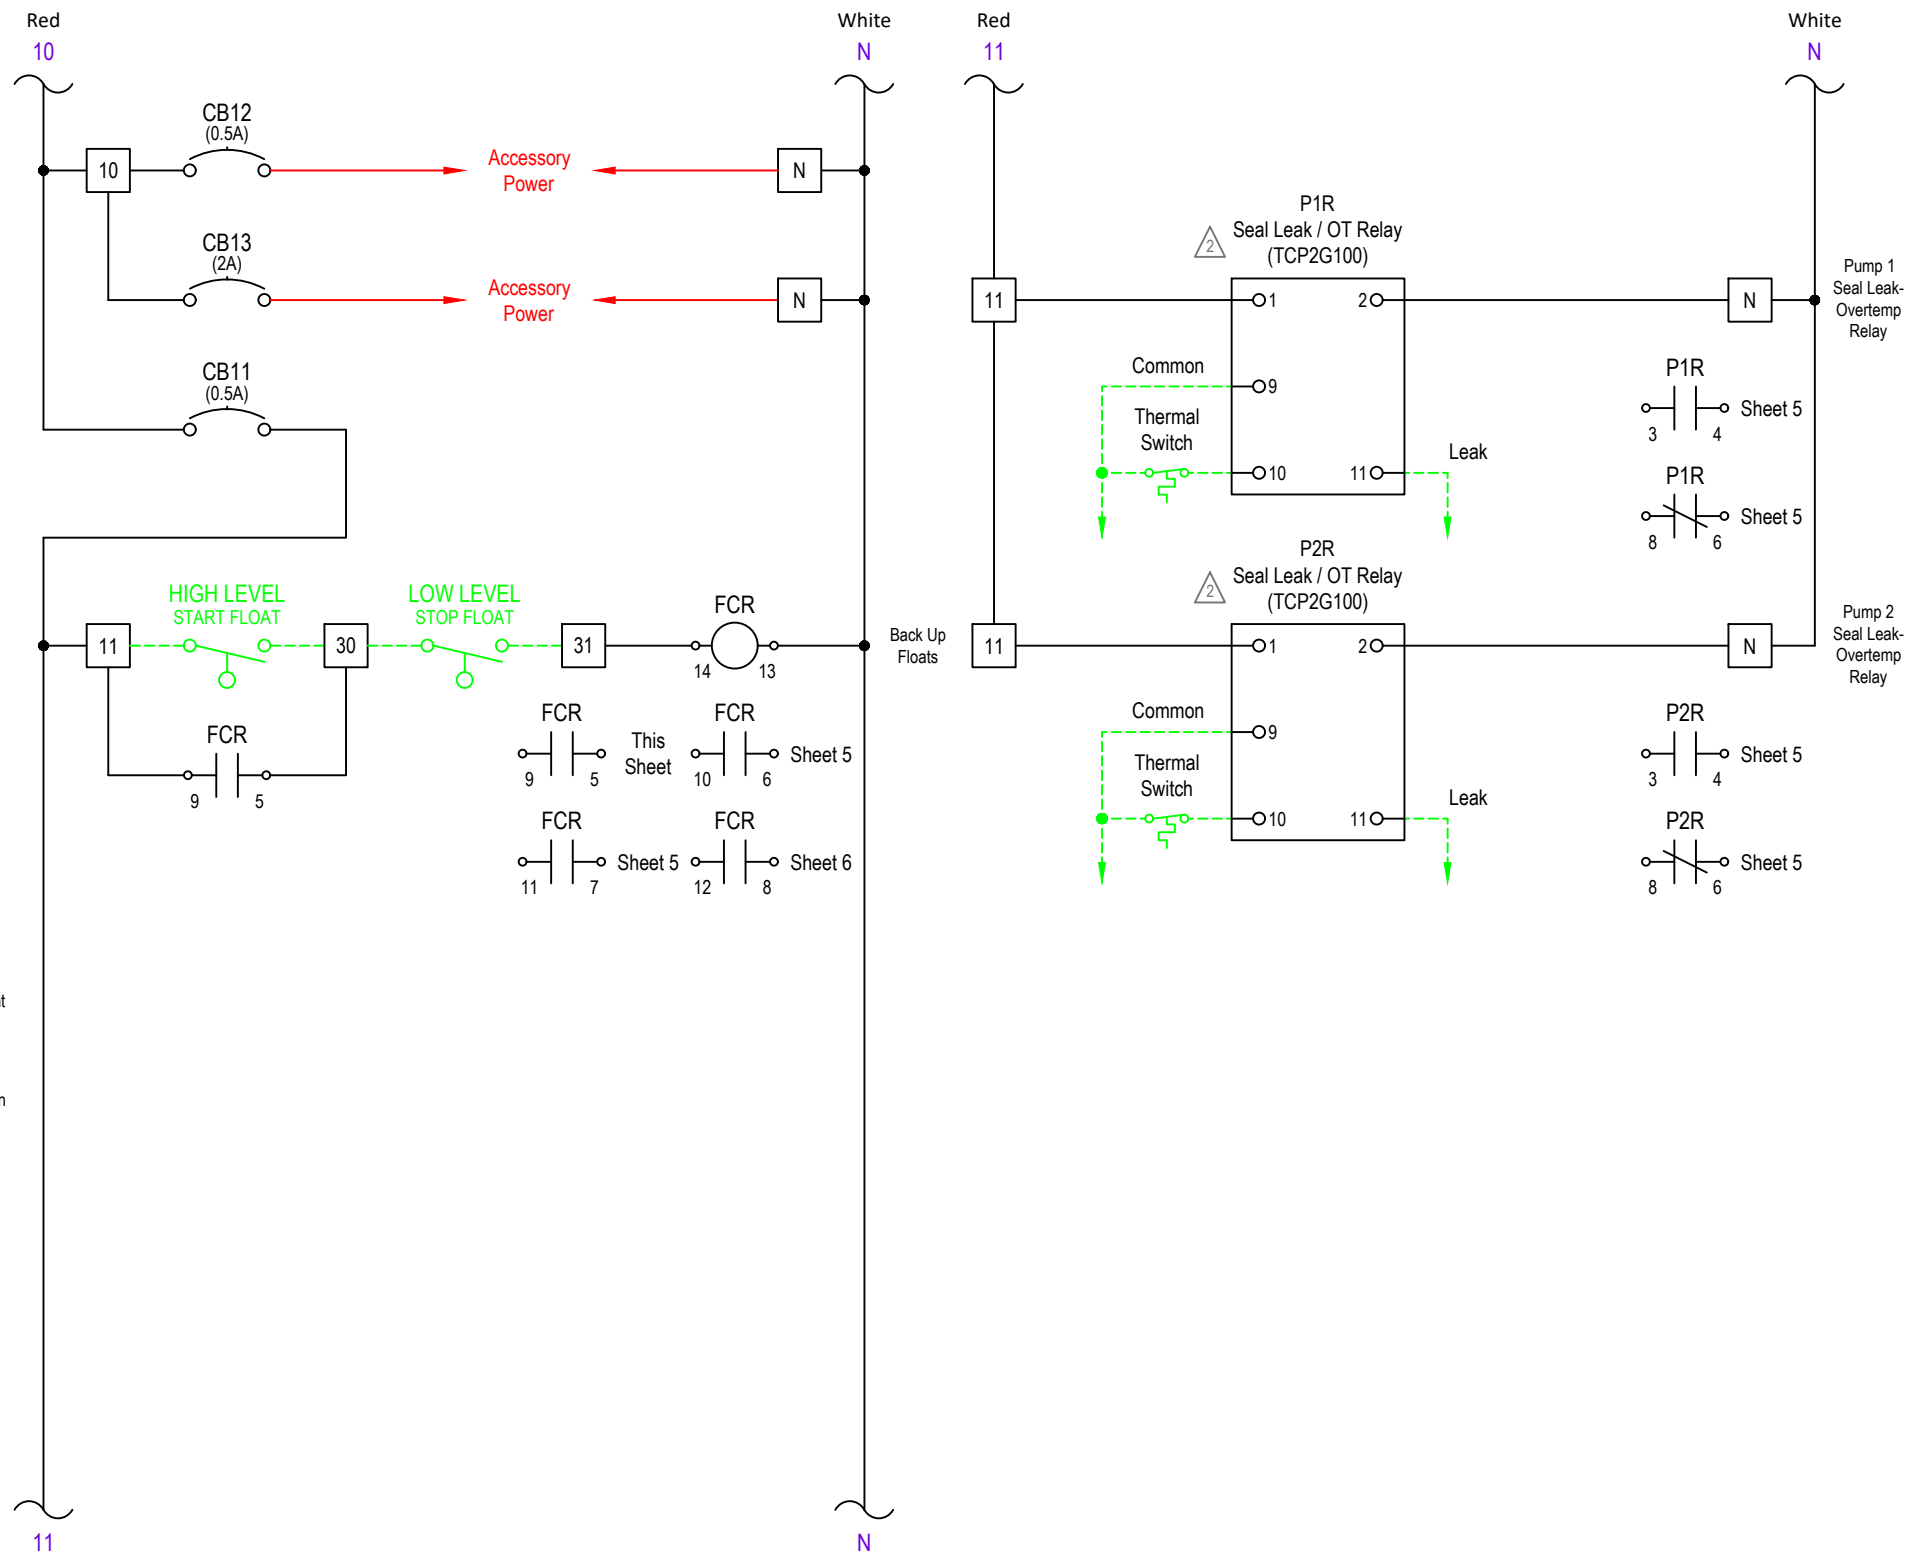 Red
10
White
N
CB12
(0.5A)
10
Accessory
Power
N
CB13
(2A)
Accessory
Power
N
CB11
(0.5A)
HIGH LEVEL
START FLOAT
LOW LEVEL
STOP FLOAT
11
30
31
FCR
14
13
Back Up
Floats
FCR
9
5
FCR
9
5
This
Sheet
FCR
10
6
Sheet 5
FCR
11
7
Sheet 5
FCR
12
8
Sheet 6
11
N
Red
11
White
N
P1R
Seal Leak / OT Relay
(TCP2G100)
2
11
1
2
N
Pump 1
Seal Leak-
Overtemp
Relay
Common
9
Thermal
Switch
10
11
Leak
P1R
3
4
Sheet 5
P1R
8
6
Sheet 5
P2R
Seal Leak / OT Relay
(TCP2G100)
2
11
1
2
N
Pump 2
Seal Leak-
Overtemp
Relay
Common
9
Thermal
Switch
10
11
Leak
P2R
3
4
Sheet 5
P2R
8
6
Sheet 5